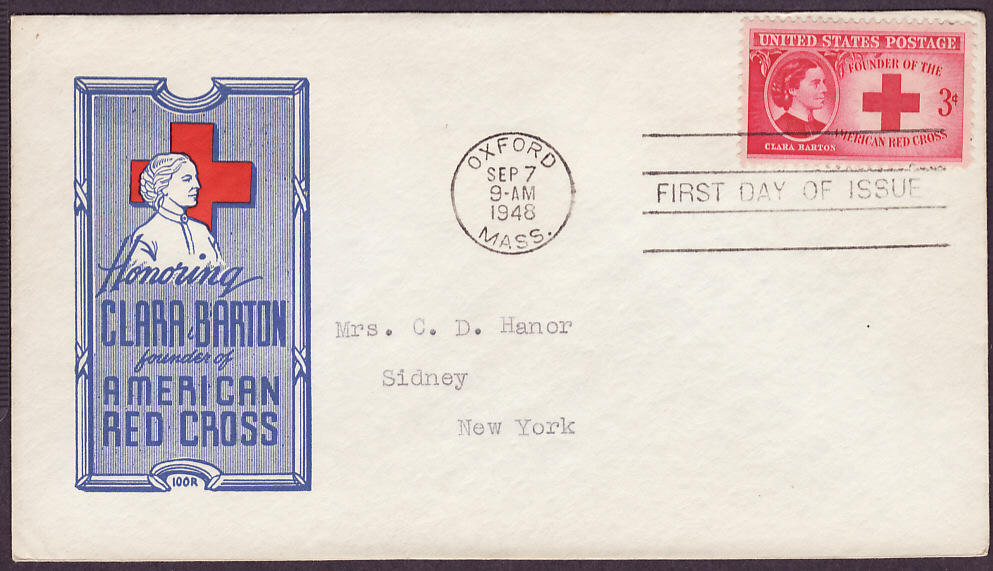 Honoring
CLARA BARTON
founder of
AMERICAN
RED CROSS
100R
OXFORD
SEP 7
9-AM
1948
MASS.
UNITED STATES POSTAGE
FOUNDER OF THE
3¢
AMERICAN RED CROSS
CLARA BARTON
FIRST DAY OF ISSUE
Mrs. C. D. Hanor
Sidney
New York